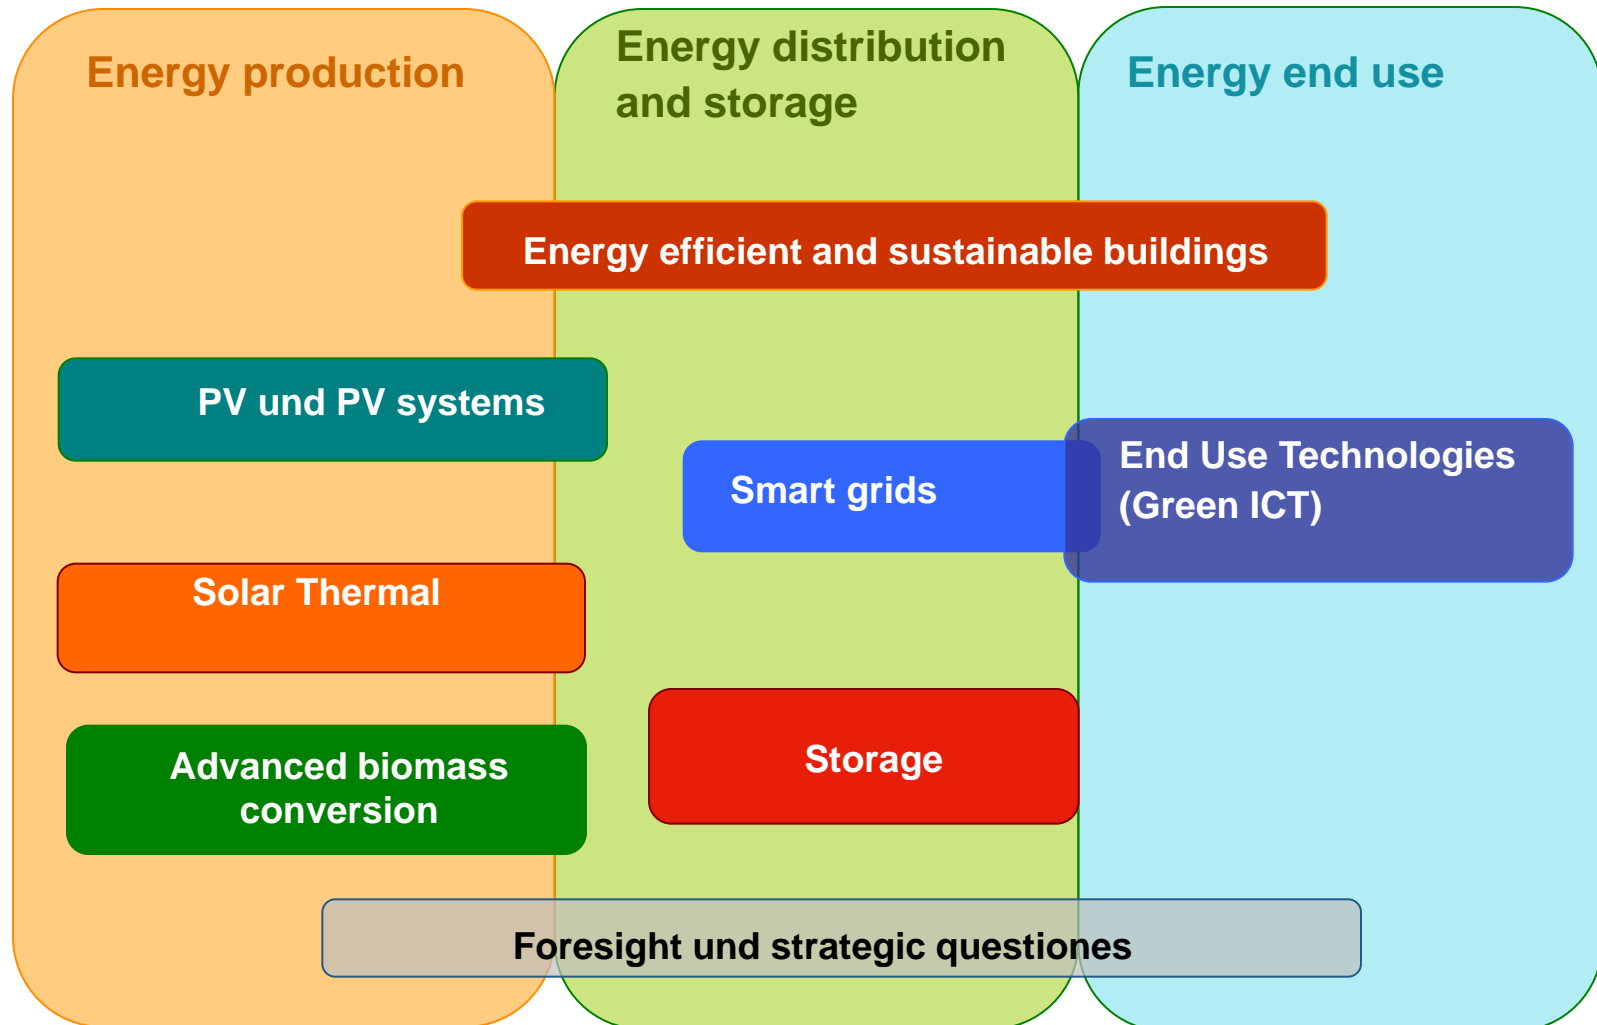 Energy production
Energy distribution
and storage
Energy end use
Energy efficient and sustainable buildings
PV und PV systems
Smart grids
End Use Technologies
(Green ICT)
Solar Thermal
Advanced biomass
conversion
Storage
Foresight und strategic questiones